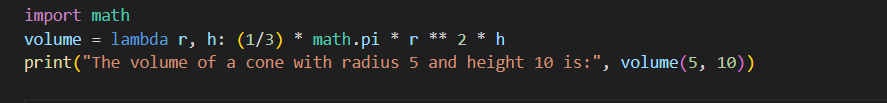 import math
volume = lambda r, h: (1/3) * math.pi * r ** 2 * h
print("The volume of a cone with radius 5 and height 10 is:", volume(5, 10))